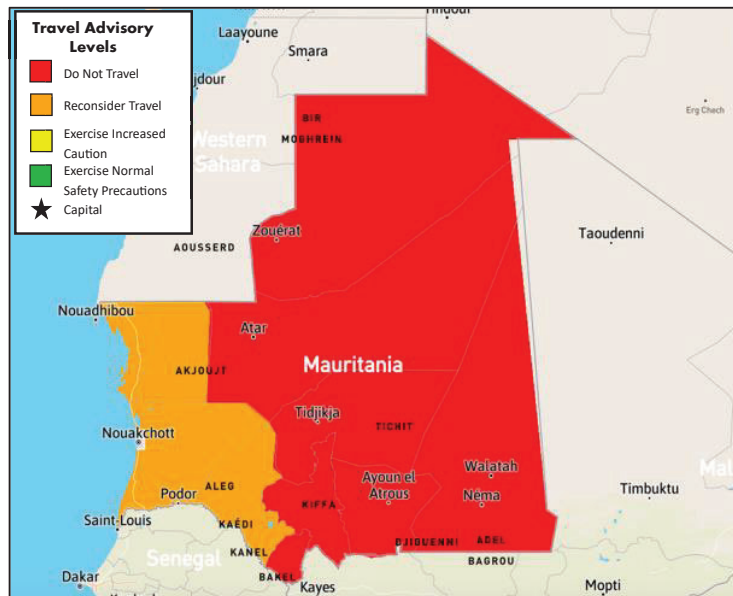 Travel Advisory
Levels
Do Not Travel
Reconsider Travel
Exercise Increased
Caution
Exercise Normal
Safety Precautions
Capital
Laayoune
Smara
jdour
Western
Sahara
BIR
MOGHREIN
Erg Chech
Zouérat
AOUSSERD
Taoudenni
Nouadhibou
Atar
Mauritania
AKJOUJT
Tidjikja
TICHIT
Nouakchott
Walatah
Ayoun el
Atrous
ALEG
Podor
KIFFA
Néma
Timbuktu
Mal
Saint-Louis
KAÉDI
DJIGUENNI
ADEL
BAGROU
Senegal
KANEL
BAKEL
Dakar
Kayes
Mopti